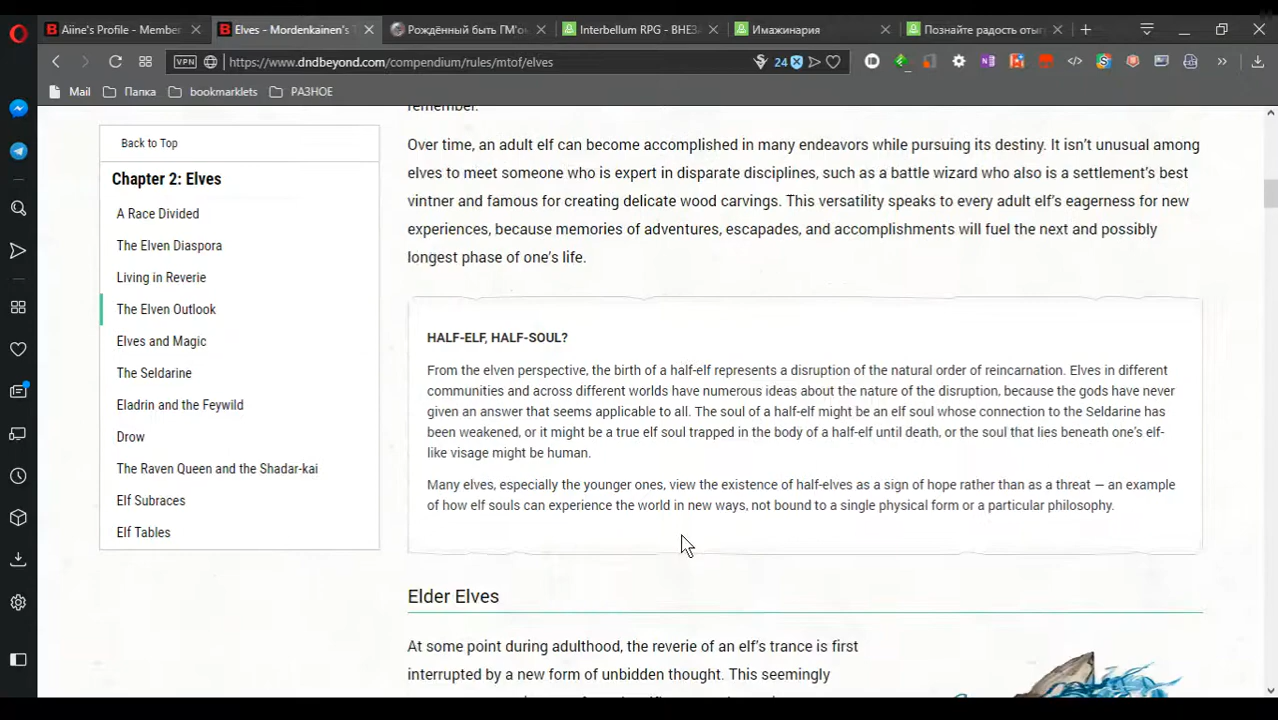 Aiine's Profile - Member
Elves - Mordenkainen's T
Рождённый быть ГМ'о
Interbellum RPG - ВНЕЗ
Имажинария
Познайте радость отыг
VPN
https://www.dndbeyond.com/compendium/rules/mtof/elves
24
Mail
Папка
bookmarklets
РАЗНОЕ
Back to Top
Chapter 2: Elves
A Race Divided
The Elven Diaspora
Living in Reverie
The Elven Outlook
Elves and Magic
The Seldarine
Eladrin and the Feywild
Drow
The Raven Queen and the Shadar-kai
Elf Subraces
Elf Tables
remember.
Over time, an adult elf can become accomplished in many endeavors while pursuing its destiny. It isn't unusual among
elves to meet someone who is expert in disparate disciplines, such as a battle wizard who also is a settlement's best
vintner and famous for creating delicate wood carvings. This versatility speaks to every adult elf's eagerness for new
experiences, because memories of adventures, escapades, and accomplishments will fuel the next and possibly
longest phase of one's life.
HALF-ELF, HALF-SOUL?
From the elven perspective, the birth of a half-elf represents a disruption of the natural order of reincarnation. Elves in different
communities and across different worlds have numerous ideas about the nature of the disruption, because the gods have never
given an answer that seems applicable to all. The soul of a half-elf might be an elf soul whose connection to the Seldarine has
been weakened, or it might be a true elf soul trapped in the body of a half-elf until death, or the soul that lies beneath one's elf-
like visage might be human.
Many elves, especially the younger ones, view the existence of half-elves as a sign of hope rather than as a threat — an example
of how elf souls can experience the world in new ways, not bound to a single physical form or a particular philosophy.
Elder Elves
At some point during adulthood, the reverie of an elf's trance is first
interrupted by a new form of unbidden thought. This seemingly